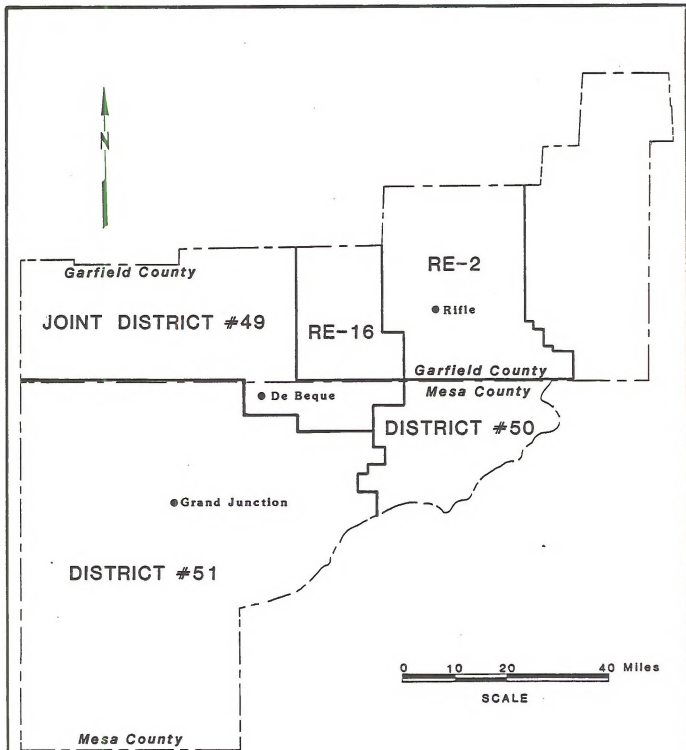 N
Garfield County
RE-2
JOINT DISTRICT #49
Rifle
RE-16
Garfield County
Mesa County
De Beque
DISTRICT #50
Grand Junction
DISTRICT #51
0 10 20 40 Miles
SCALE
Mesa County